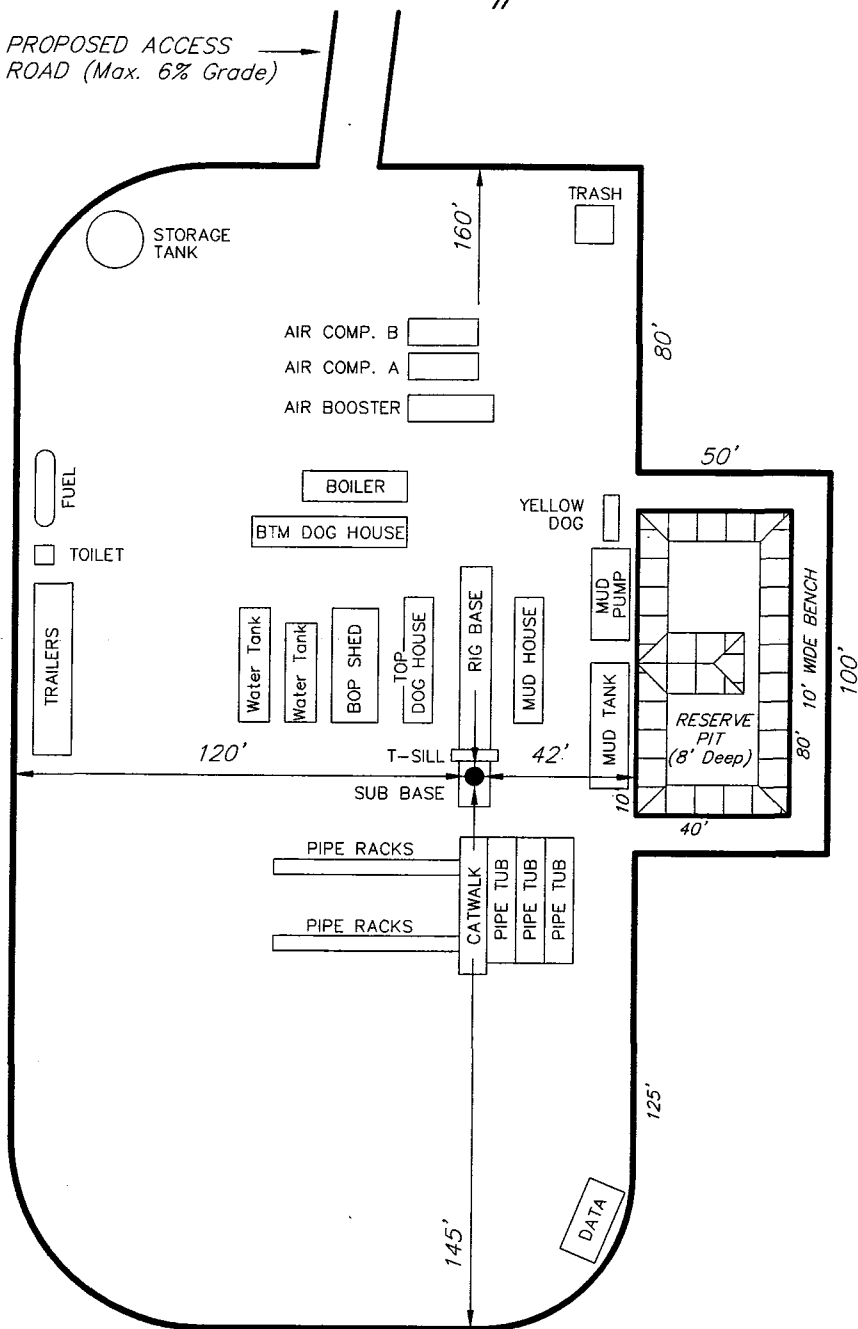 PROPOSED ACCESS
ROAD (Max. 6% Grade)
TRASH
STORAGE
TANK
160'
80'
AIR COMP. B
AIR COMP. A
AIR BOOSTER
50'
FUEL
BOILER
YELLOW
DOG
BTM DOG HOUSE
TOILET
MUD
PUMP
TRAILERS
Water Tank
Water Tank
BOP SHED
TOP
DOG HOUSE
RIG BASE
MUD HOUSE
10' WIDE BENCH
100'
MUD TANK
RESERVE
PIT
(8' Deep)
80'
120'
T-SILL
42'
SUB BASE
10'
40'
PIPE RACKS
CATWALK
PIPE TUB
PIPE TUB
PIPE TUB
PIPE RACKS
125'
DATA
145'